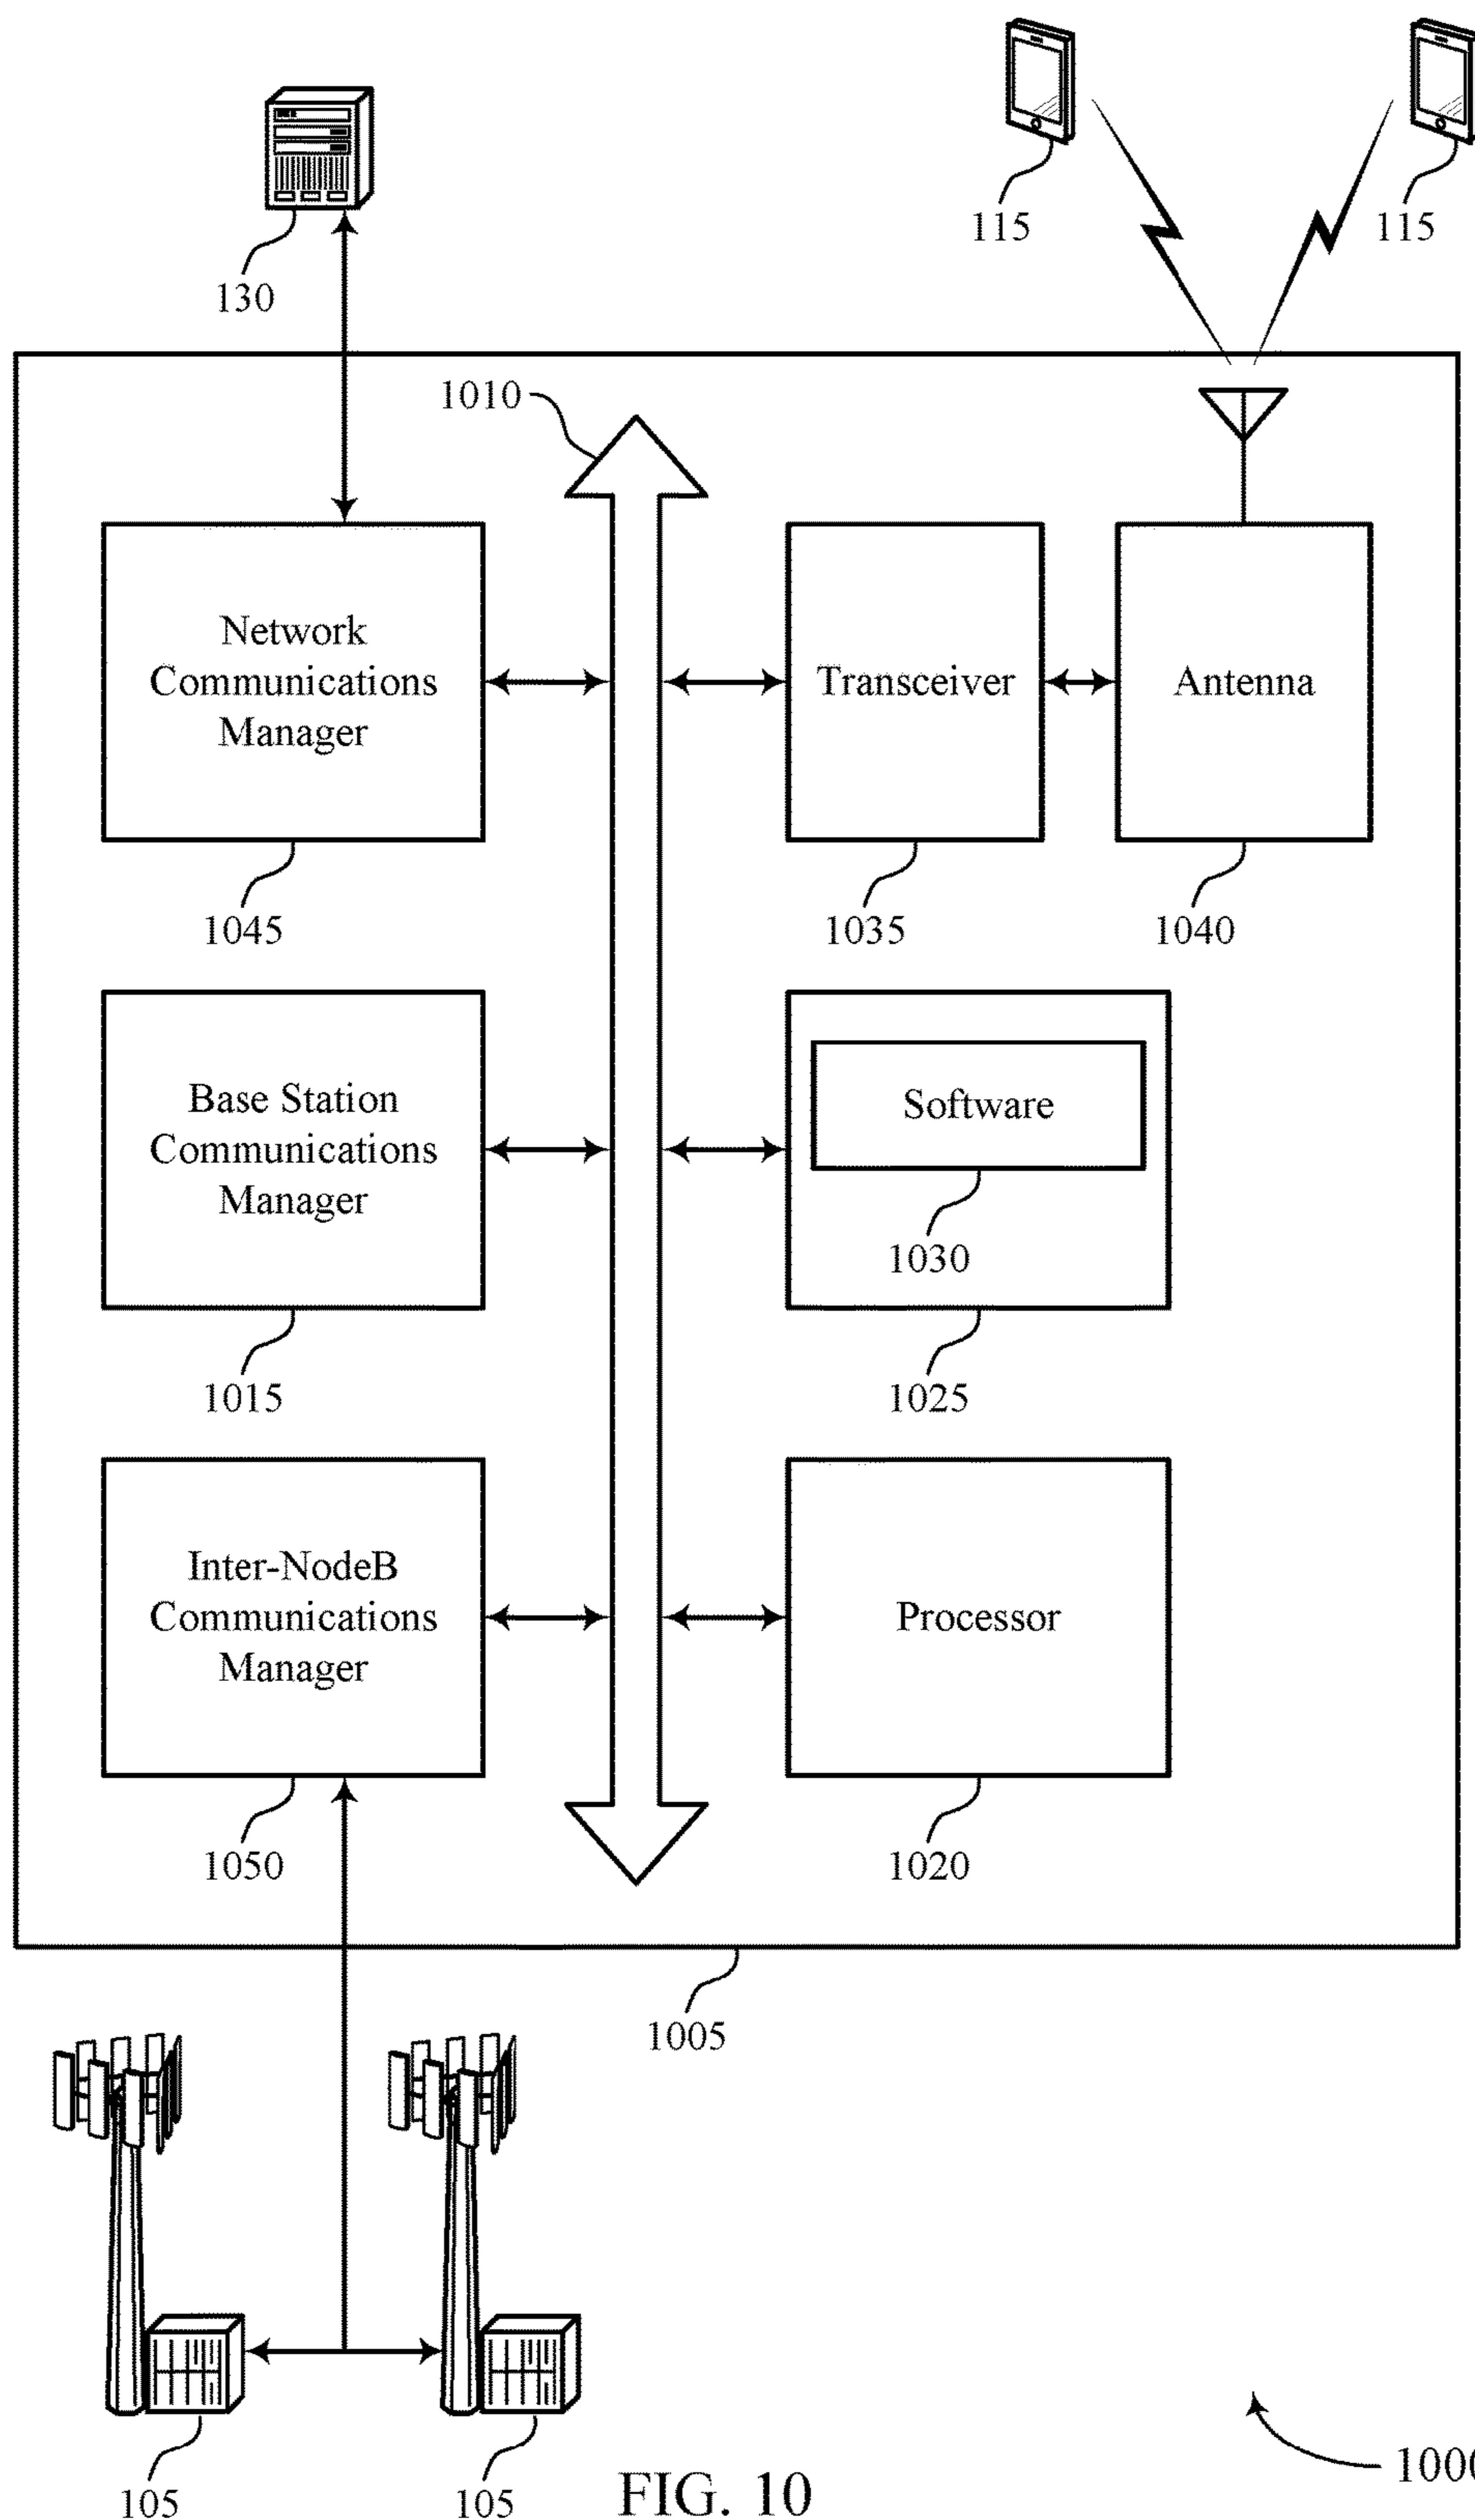 115
115
130
1010
Network
Communications
Manager
Transceiver
Antenna
1045
1035
1040
Base Station
Communications
Manager
Software
1030
1015
1025
Inter-NodeB
Communications
Manager
Processor
1050
1020
1005
105
105
FIG. 10
1000